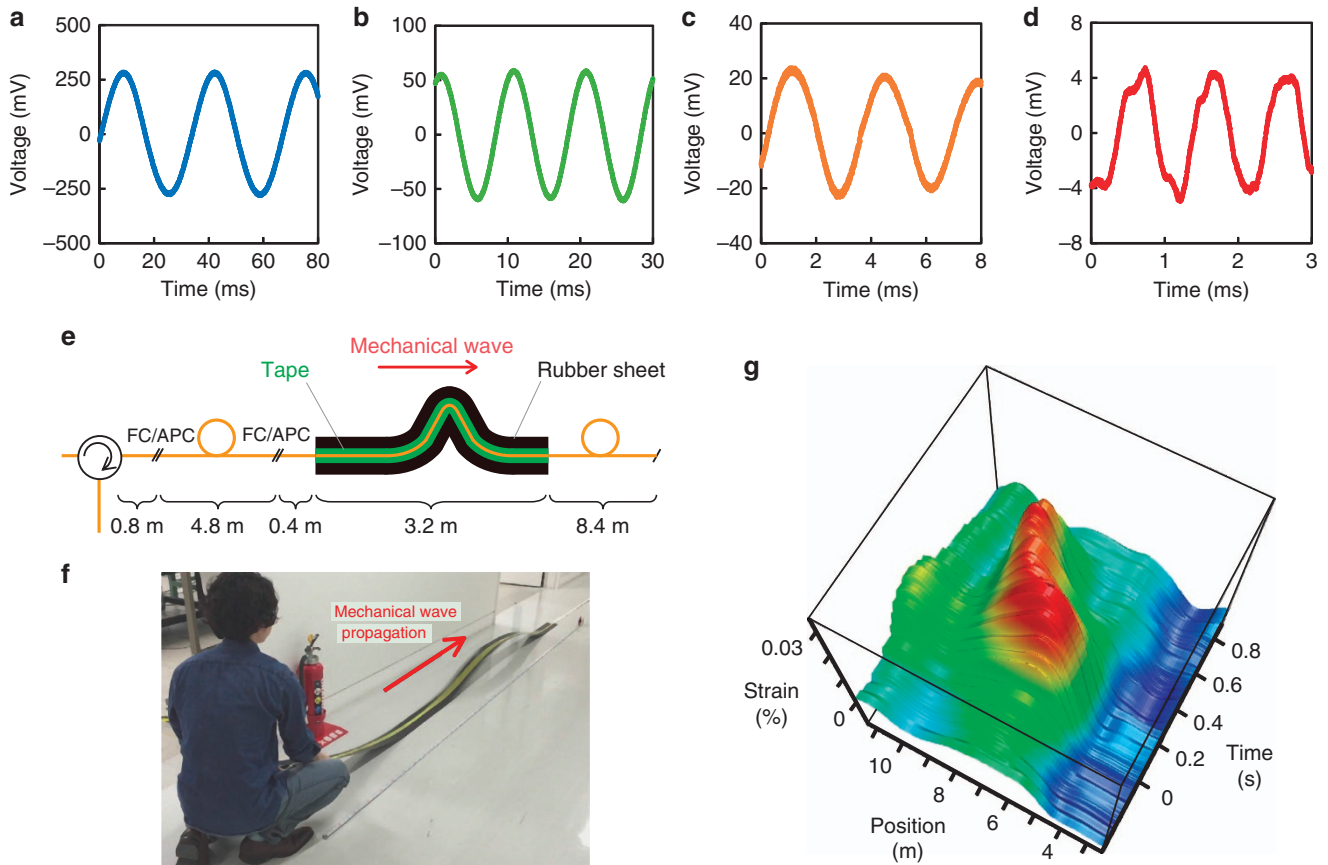 a
500
250
0
−250
−500
Voltage (mV)
0 20 40 60 80
Time (ms)
b
100
50
0
−50
−100
Voltage (mV)
0 10 20 30
Time (ms)
c
40
20
0
−20
−40
Voltage (mV)
0 2 4 6 8
Time (ms)
d
8
4
0
−4
−8
Voltage (mV)
0 1 2 3
Time (ms)
e
Mechanical wave
Tape
Rubber sheet
FC/APC
FC/APC
0.8 m 4.8 m 0.4 m 3.2 m 8.4 m
f
Mechanical wave
propagation
g
0.03
0
Strain
(%)
10
8
6
4
Position
(m)
0.8
0.6
0.4
0.2
0
Time
(s)